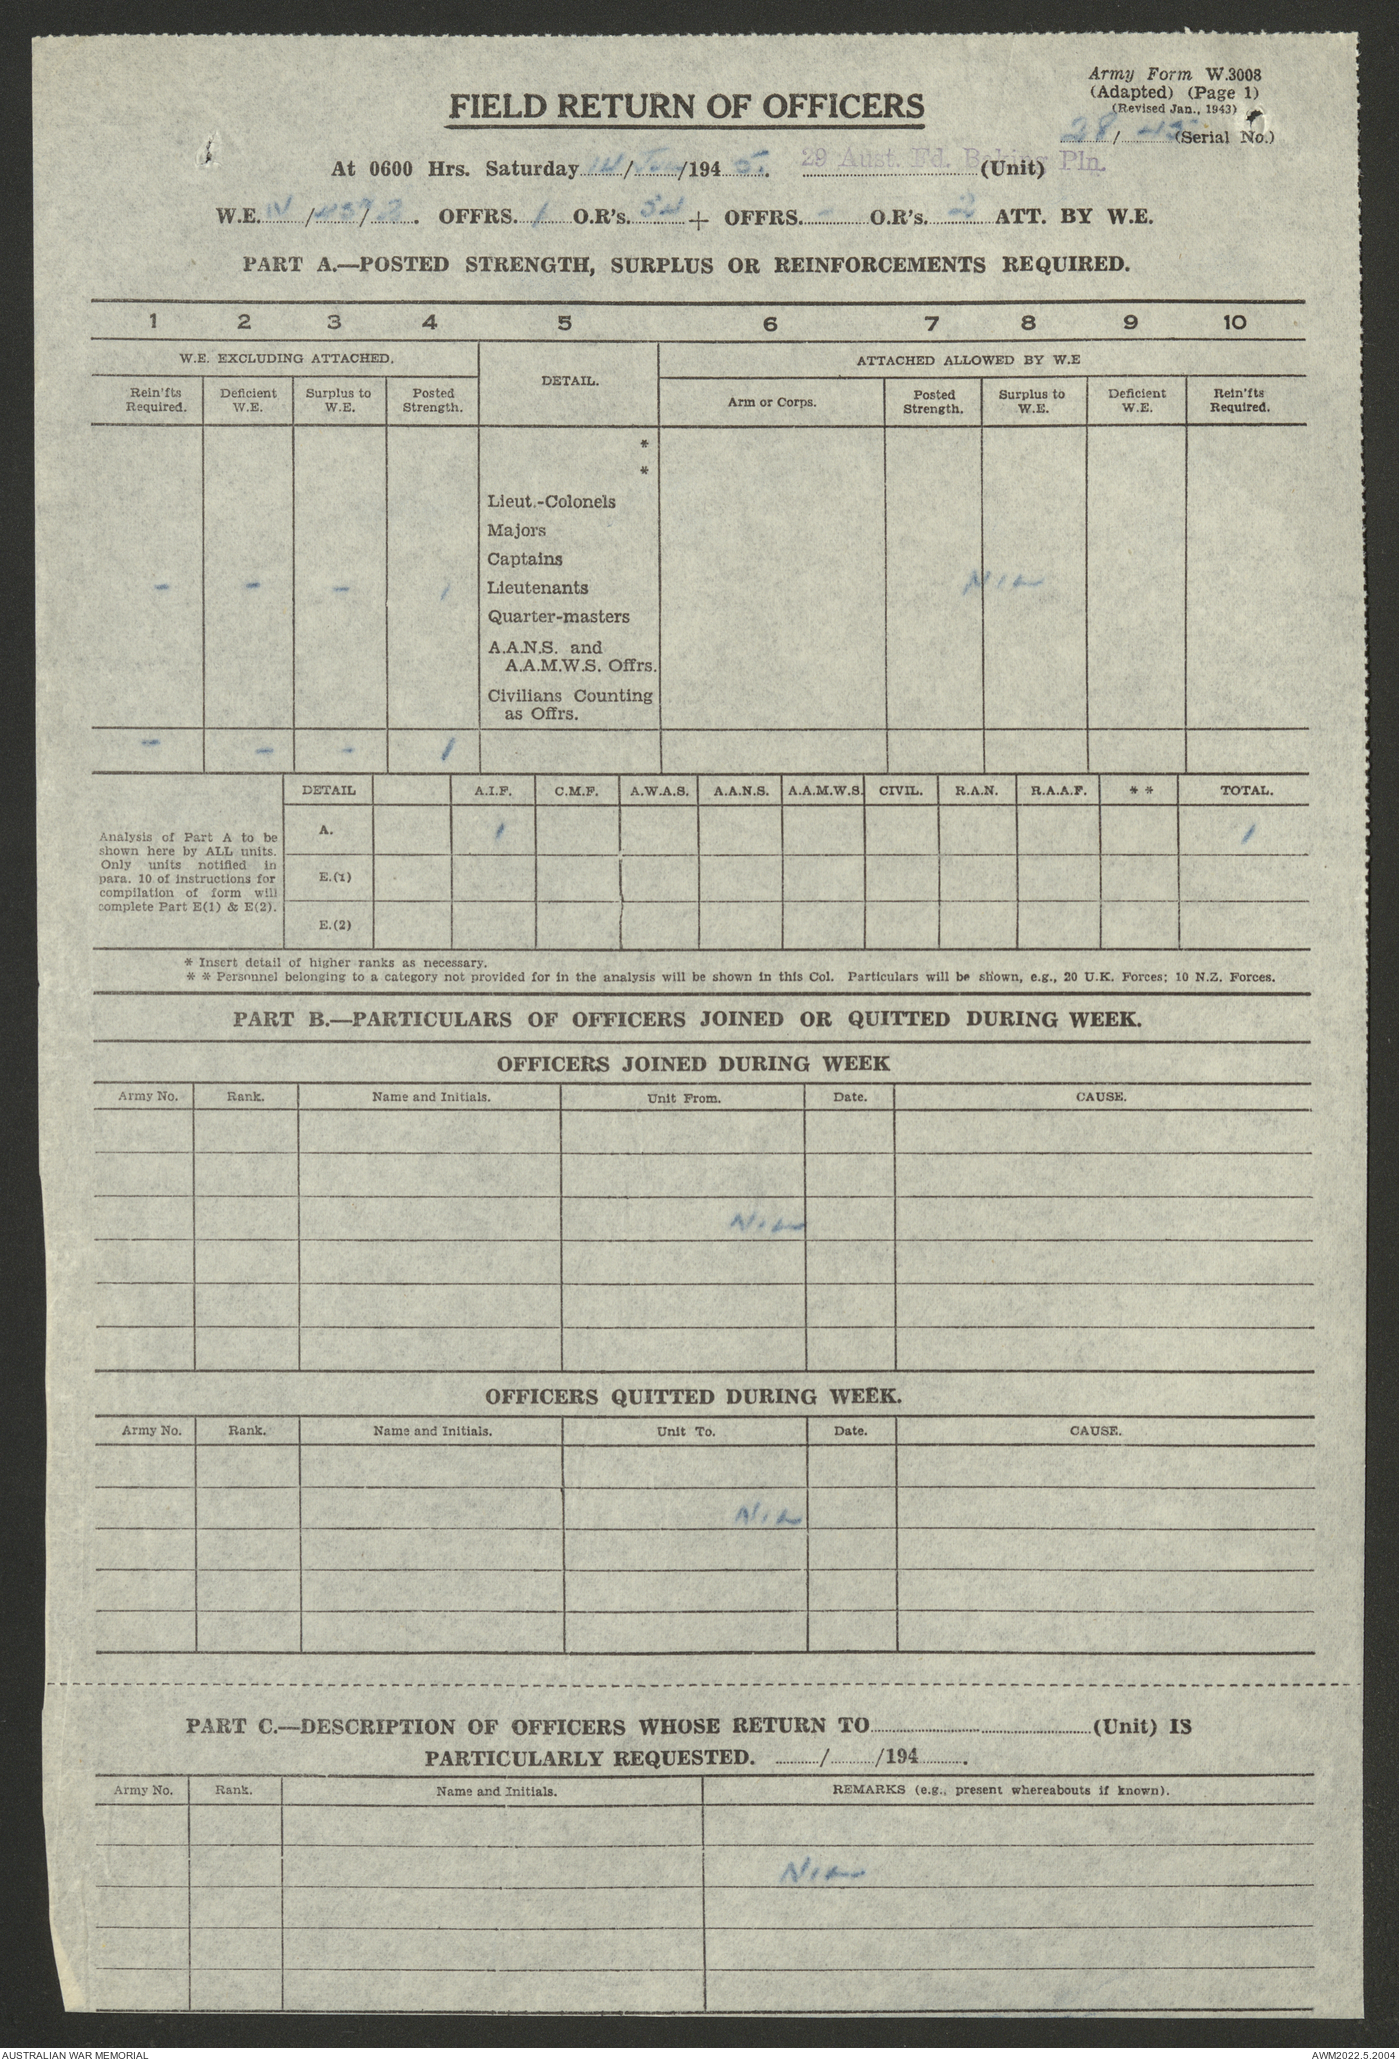 Army Form W.3008
(Adapted) (Page 1)
(Revised Jan., 1943)
FIELD RETURN OF OFFICERS
28/45 (Serial No.)
At 0600 Hrs. Saturday 14/ /1945. 29 Aust. Fd. Baking Pln. (Unit)
W.E. IV/ / 2. OFFRS. 1 O.R's. 34 + OFFRS. - O.R's. 2 ATT. BY W.E.
PART A.—POSTED STRENGTH, SURPLUS OR REINFORCEMENTS REQUIRED.
1 2 3 4 5 6 7 8 9 10
W.E. EXCLUDING ATTACHED. DETAIL. ATTACHED ALLOWED BY W.E
Rein'fts Required. Deficient W.E. Surplus to W.E. Posted Strength. Arm or Corps. Posted Strength. Surplus to W.E. Deficient W.E. Rein'fts Required.
*
*
Lieut.-Colonels
Majors
Captains
- - - 1 Lieutenants Nil
Quarter-masters
A.A.N.S. and
A.A.M.W.S. Offrs.
Civilians Counting
as Offrs.
- - - 1
DETAIL A.I.F. C.M.F. A.W.A.S. A.A.N.S. A.A.M.W.S. CIVIL. R.A.N. R.A.A.F. * * TOTAL.
Analysis of Part A to be
shown here by ALL units.
Only units notified in
para. 10 of instructions for
compilation of form will
complete Part E(1) & E(2).
A. 1 1
E.(1)
E.(2)
* Insert detail of higher ranks as necessary.
* * Personnel belonging to a category not provided for in the analysis will be shown in this Col. Particulars will be shown, e.g., 20 U.K. Forces; 10 N.Z. Forces.
PART B.—PARTICULARS OF OFFICERS JOINED OR QUITTED DURING WEEK.
OFFICERS JOINED DURING WEEK
Army No. Rank. Name and Initials. Unit From. Date. CAUSE.
Nil
OFFICERS QUITTED DURING WEEK.
Army No. Rank. Name and Initials. Unit To. Date. CAUSE.
Nil
PART C.—DESCRIPTION OF OFFICERS WHOSE RETURN TO (Unit) IS
PARTICULARLY REQUESTED. / /194 .
Army No. Rank. Name and Initials. REMARKS (e.g., present whereabouts if known).
Nil
AUSTRALIAN WAR MEMORIAL AWM2022.5.2004